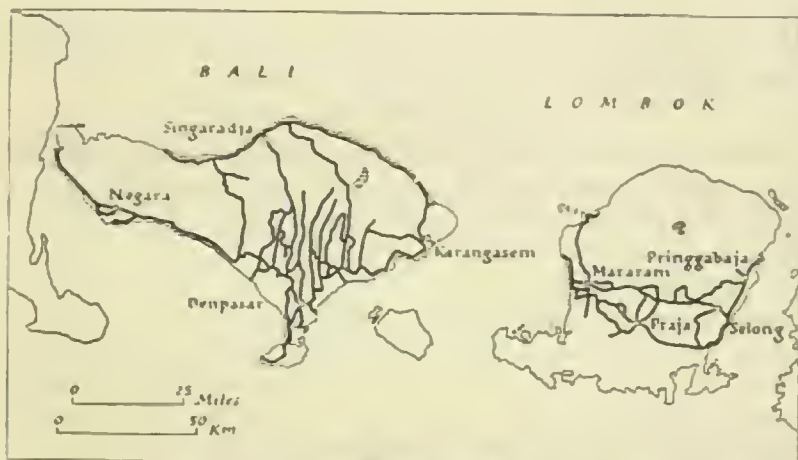 BALI
LOMBOK
Singaradja
Negara
Karangasem
Pringgabaja
Mataram
Denpasar
Praja
Selong
0 25 Miles
0 50 Km